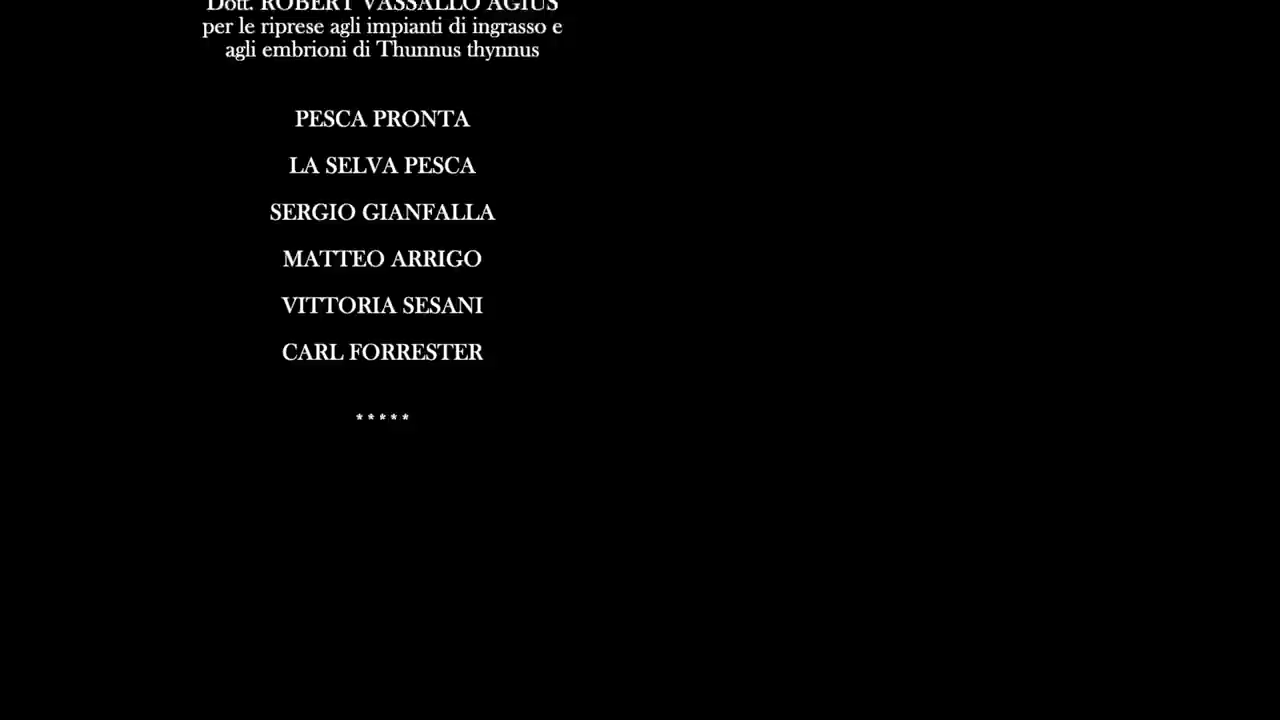 Dott. ROBERT VASSALLO AGIUS
per le riprese agli impianti di ingrasso e
agli embrioni di Thunnus thynnus
PESCA PRONTA
LA SELVA PESCA
SERGIO GIANFALLA
MATTEO ARRIGO
VITTORIA SESANI
CARL FORRESTER
* * * * *